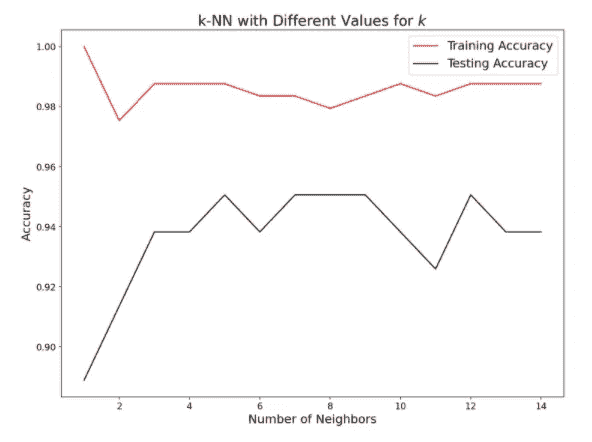 k-NN with Different Values for k
Training Accuracy
Testing Accuracy
1.00
0.98
0.96
0.94
0.92
0.90
Accuracy
2 4 6 8 10 12 14
Number of Neighbors